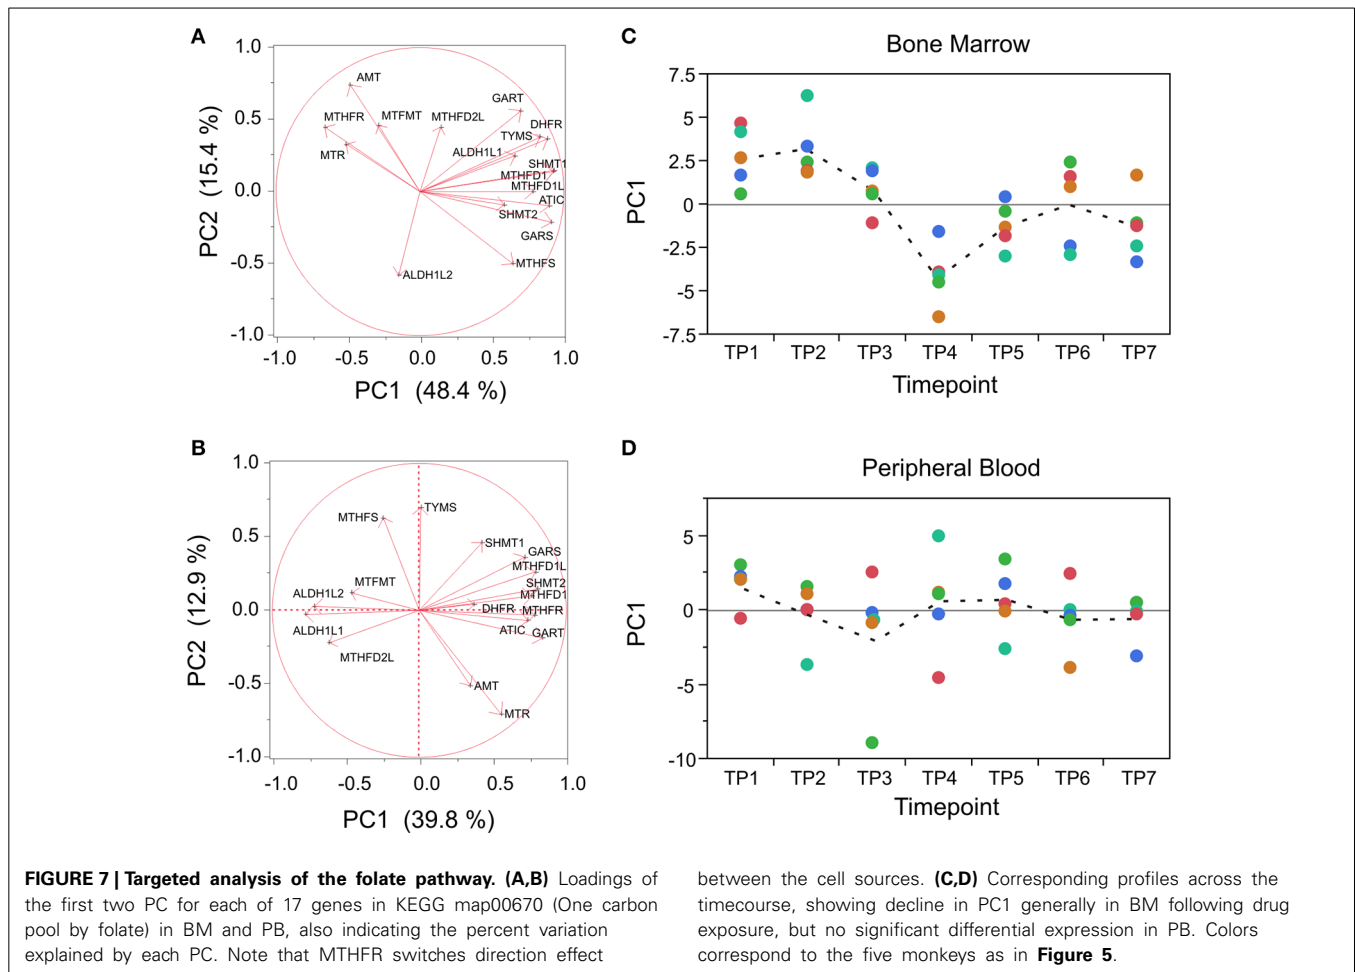 A
1.0
0.5
0.0
-0.5
-1.0
PC2 (15.4 %)
AMT
GART
MTHFR
MTFMT
MTHFD2L
DHFR
TYMS
MTR
ALDH1L1
SHMT1
MTHFD1
MTHFD1L
ATIC
SHMT2
GARS
MTHFS
ALDH1L2
-1.0 -0.5 0.0 0.5 1.0
PC1 (48.4 %)
B
1.0
0.5
0.0
-0.5
-1.0
PC2 (12.9 %)
TYMS
MTHFS
SHMT1
GARS
MTHFD1L
MTFMT
SHMT2
ALDH1L2
MTHFD1
DHFR
MTHFR
ALDH1L1
ATIC
GART
MTHFD2L
AMT
MTR
-1.0 -0.5 0.0 0.5 1.0
PC1 (39.8 %)
C
Bone Marrow
7.5
5
2.5
0
-2.5
-5
-7.5
PC1
TP1 TP2 TP3 TP4 TP5 TP6 TP7
Timepoint
D
Peripheral Blood
5
0
-5
-10
PC1
TP1 TP2 TP3 TP4 TP5 TP6 TP7
Timepoint
FIGURE 7 | Targeted analysis of the folate pathway. (A,B) Loadings of
the first two PC for each of 17 genes in KEGG map00670 (One carbon
pool by folate) in BM and PB, also indicating the percent variation
explained by each PC. Note that MTHFR switches direction effect
between the cell sources. (C,D) Corresponding profiles across the
timecourse, showing decline in PC1 generally in BM following drug
exposure, but no significant differential expression in PB. Colors
correspond to the five monkeys as in Figure 5.